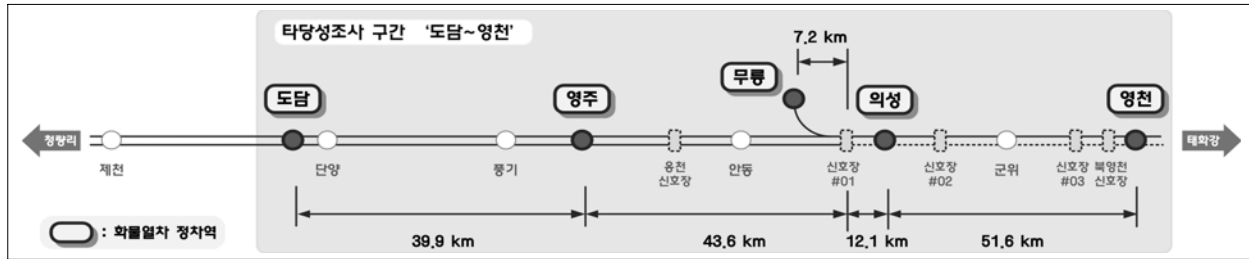 타당성조사 구간 '도담~영천'
7.2 km
도담
영주
무릉
의성
영천
청량리
제천
단양
풍기
옹천
신호장
안동
신호장
#01
신호장
#02
군위
신호장
#03
북영천
신호장
태화강
39.9 km
43.6 km
12.1 km
51.6 km
: 화물열차 정차역